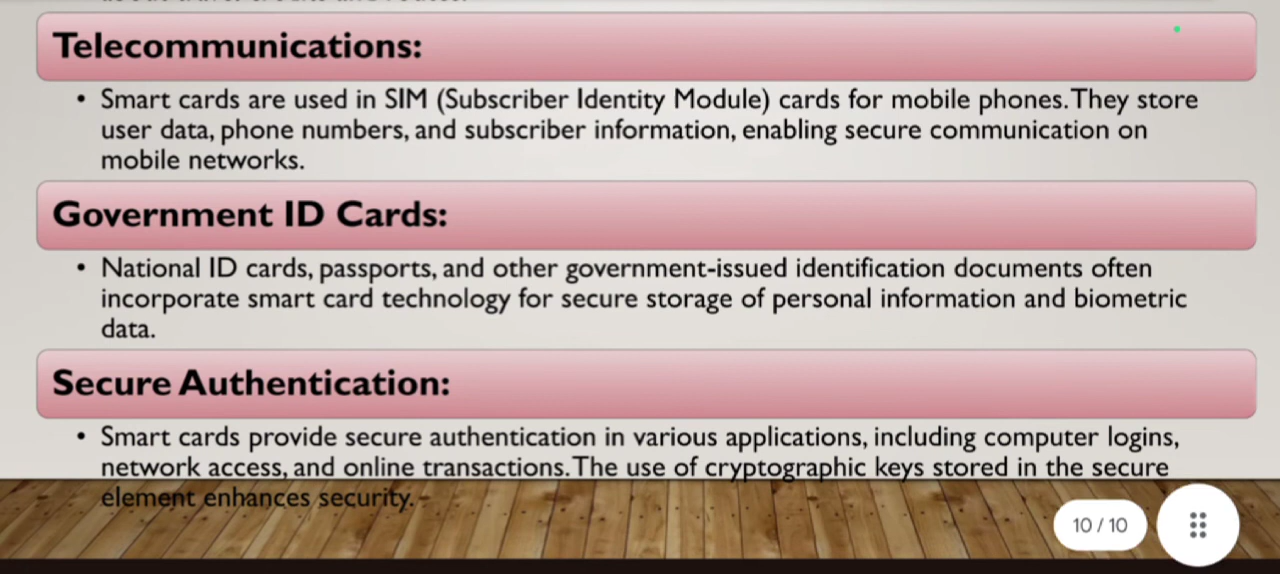 Telecommunications:
• Smart cards are used in SIM (Subscriber Identity Module) cards for mobile phones.They store
user data, phone numbers, and subscriber information, enabling secure communication on
mobile networks.
Government ID Cards:
• National ID cards, passports, and other government-issued identification documents often
incorporate smart card technology for secure storage of personal information and biometric
data.
Secure Authentication:
• Smart cards provide secure authentication in various applications, including computer logins,
network access, and online transactions.The use of cryptographic keys stored in the secure
element enhances security.
10 / 10